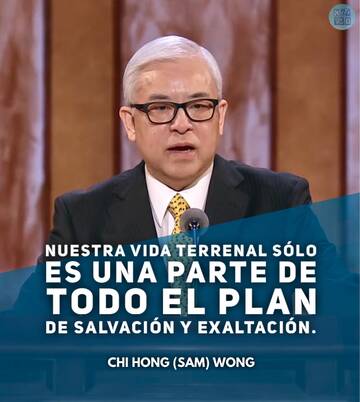 NUESTRA VIDA TERRENAL SÓLO
ES UNA PARTE DE
TODO EL PLAN
DE SALVACIÓN Y EXALTACIÓN.
CHI HONG (SAM) WONG